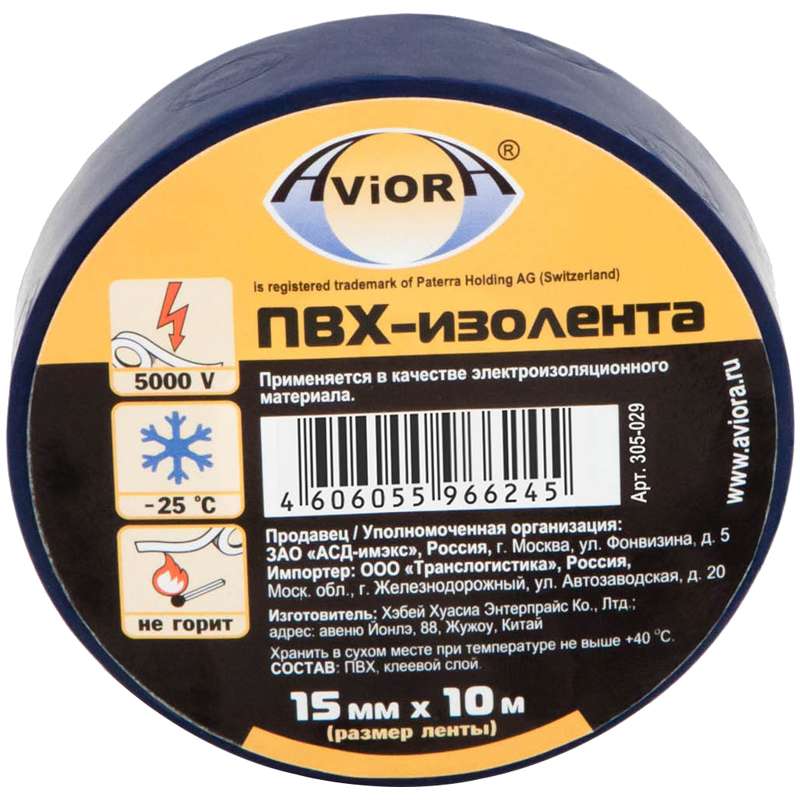 AViORA ®
is registered trademark of Paterra Holding AG (Switzerland)
ПВХ-изолента
5000 V
Применяется в качестве электроизоляционного
материала.
-25 °C
4 606055 966245
Арт. 305-029
www.aviora.ru
не горит
Продавец / Уполномоченная организация:
ЗАО «АСД-имэкс», Россия, г. Москва, ул. Фонвизина, д. 5
Импортер: ООО «Транслогистика», Россия,
Моск. обл., г. Железнодорожный, ул. Автозаводская, д. 20
Изготовитель: Хэбей Хуасиа Энтерпрайс Ко., Лтд.;
адрес: авеню Йонлэ, 88, Жужоу, Китай
Хранить в сухом месте при температуре не выше +40 °С.
СОСТАВ: ПВХ, клеевой слой.
15 мм x 10 м
(размер ленты)